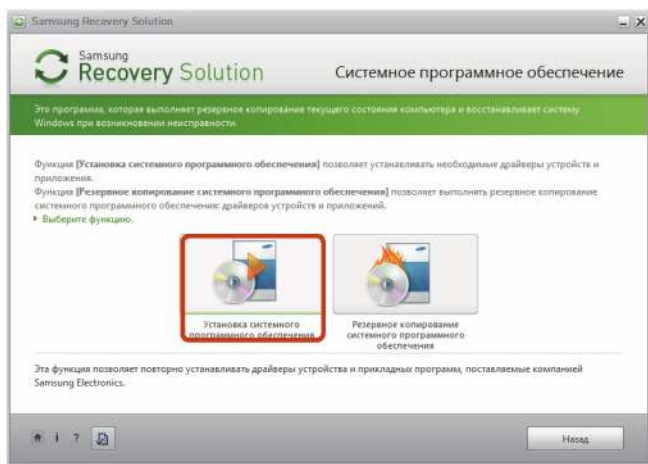 Samsung Recovery Solution
Samsung
Recovery Solution
Системное программное обеспечение
Это программа, которая выполняет резервное копирование текущего состояния компьютера и восстанавливает систему
Windows при возникновении неисправности.
Функция [Установка системного программного обеспечения] позволяет устанавливать необходимые драйверы устройств и
приложения.
Функция [Резервное копирование системного программного обеспечения] позволяет выполнять резервное копирование
системного программного обеспечения: драйверов устройств и приложений.
Выберите функцию.
Установка системного
программного обеспечения
Резервное копирование
системного программного
обеспечения
Эта функция позволяет повторно устанавливать драйверы устройства и прикладных программ, поставляемые компанией
Samsung Electronics.
i ?
Назад